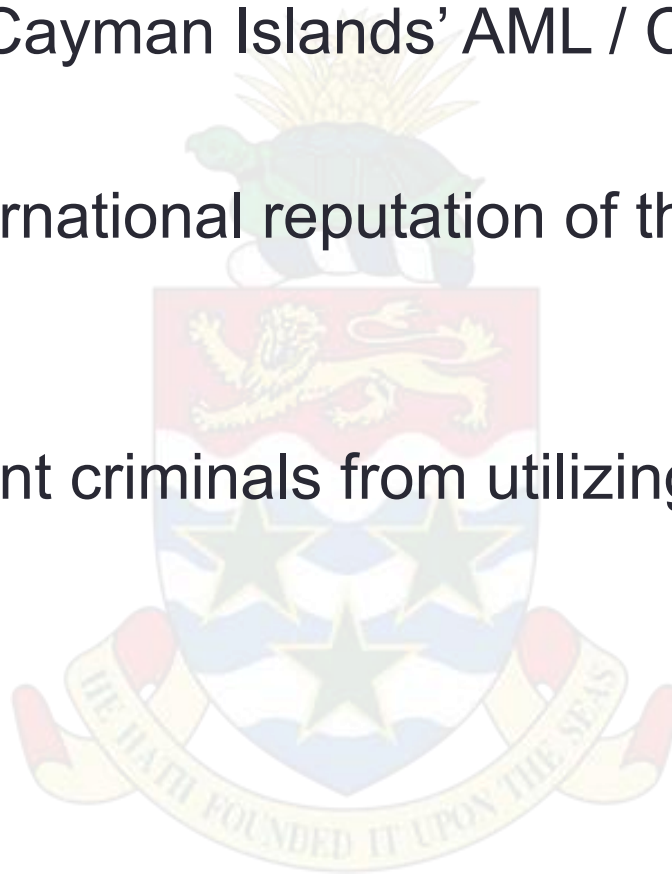 Cayman Islands' AML / C
rnational reputation of th
nt criminals from utilizing
HE HATH FOUNDED IT UPON THE SEAS